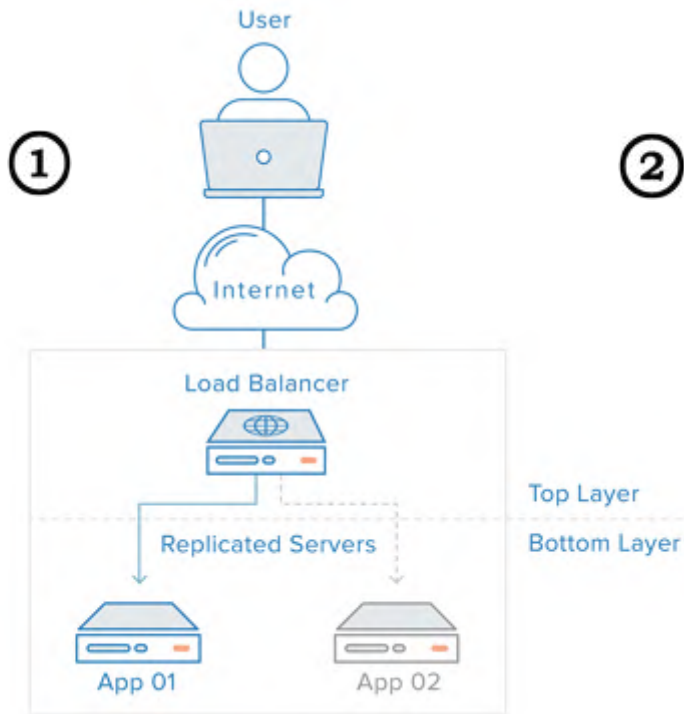 User
1
2
Internet
Load Balancer
Top Layer
Replicated Servers
Bottom Layer
App 01
App 02